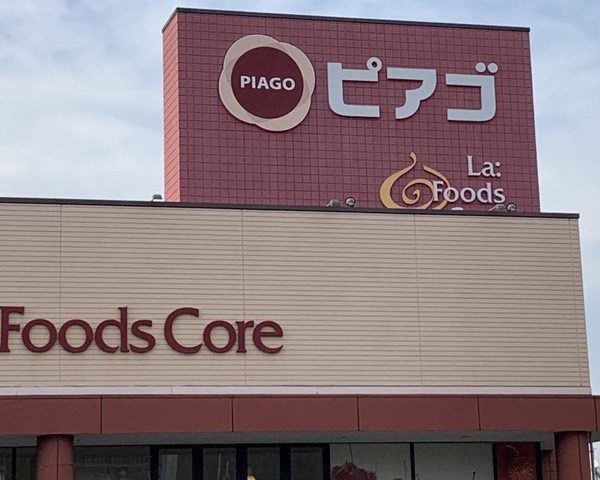 PIAGO
ピアゴ
La:
Foods
Foods Core